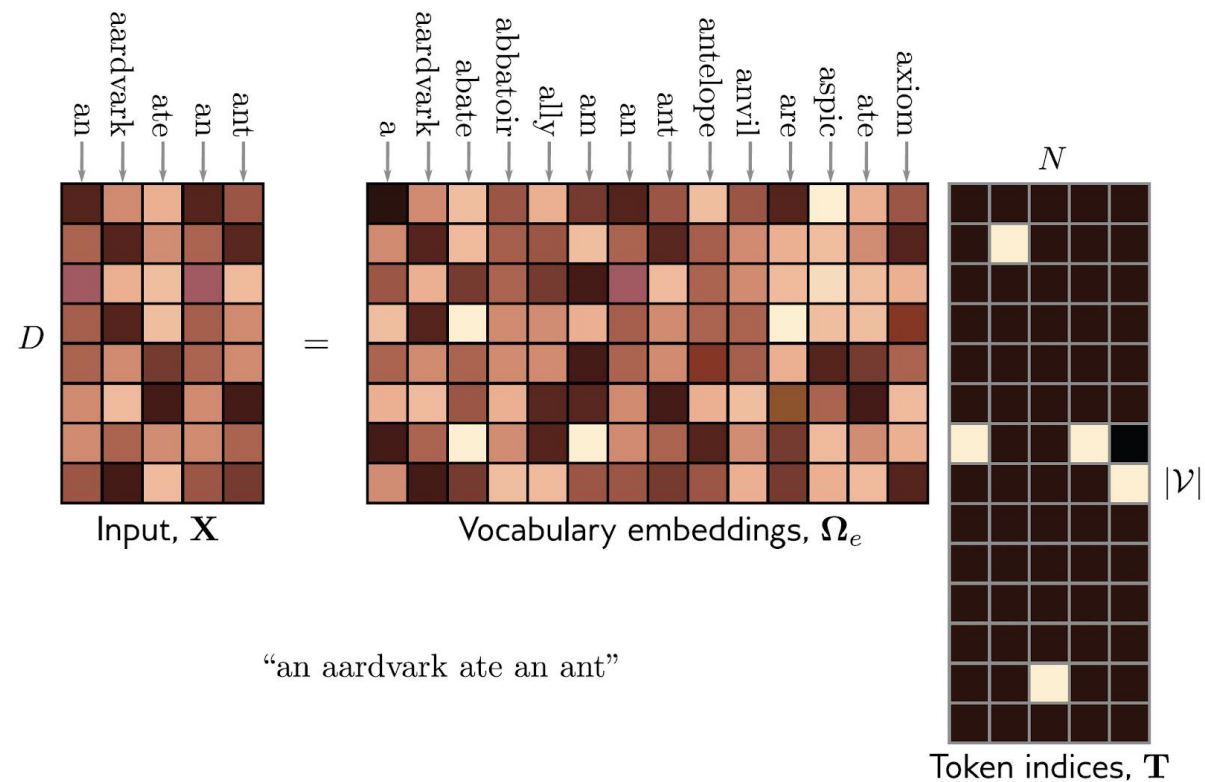 an
aardvark
ate
an
ant
a
aardvark
abate
abbatoir
ally
am
an
ant
antelope
anvil
are
aspic
ate
axiom
N
D
=
|V|
Input, X
Vocabulary embeddings, Ωe
“an aardvark ate an ant”
Token indices, T